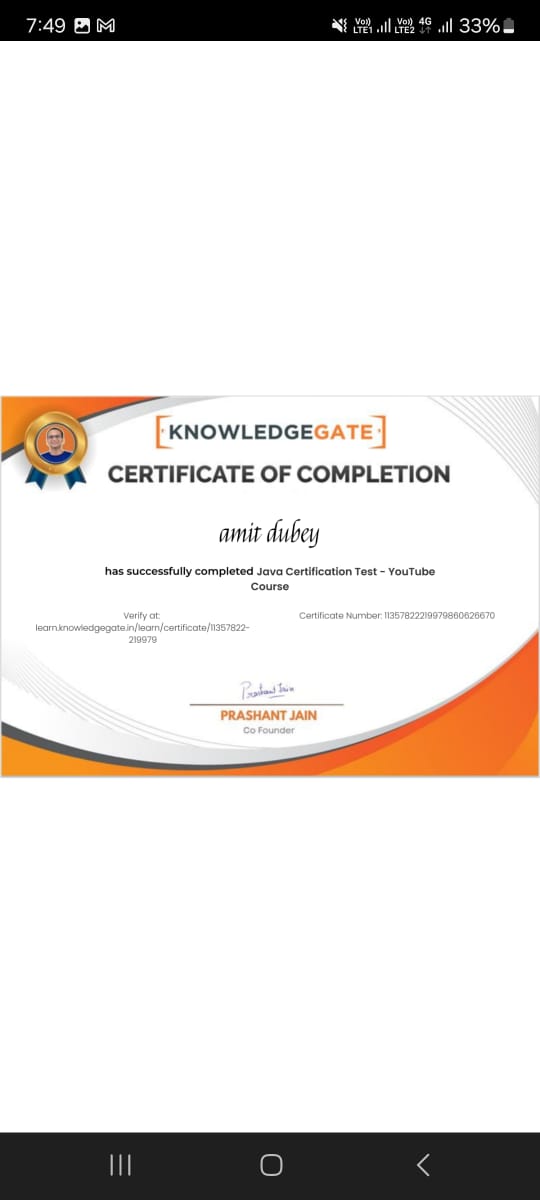 7:49
Vo)) LTE1 Vo)) LTE2 4G 33%
[KNOWLEDGEGATE]
CERTIFICATE OF COMPLETION
amit dubey
has successfully completed Java Certification Test - YouTube
Course
Verify at:
learn.knowledgegate.in/learn/certificate/11357822-
219979
Certificate Number: 11357822219979860626670
Prashant Jain
PRASHANT JAIN
Co Founder